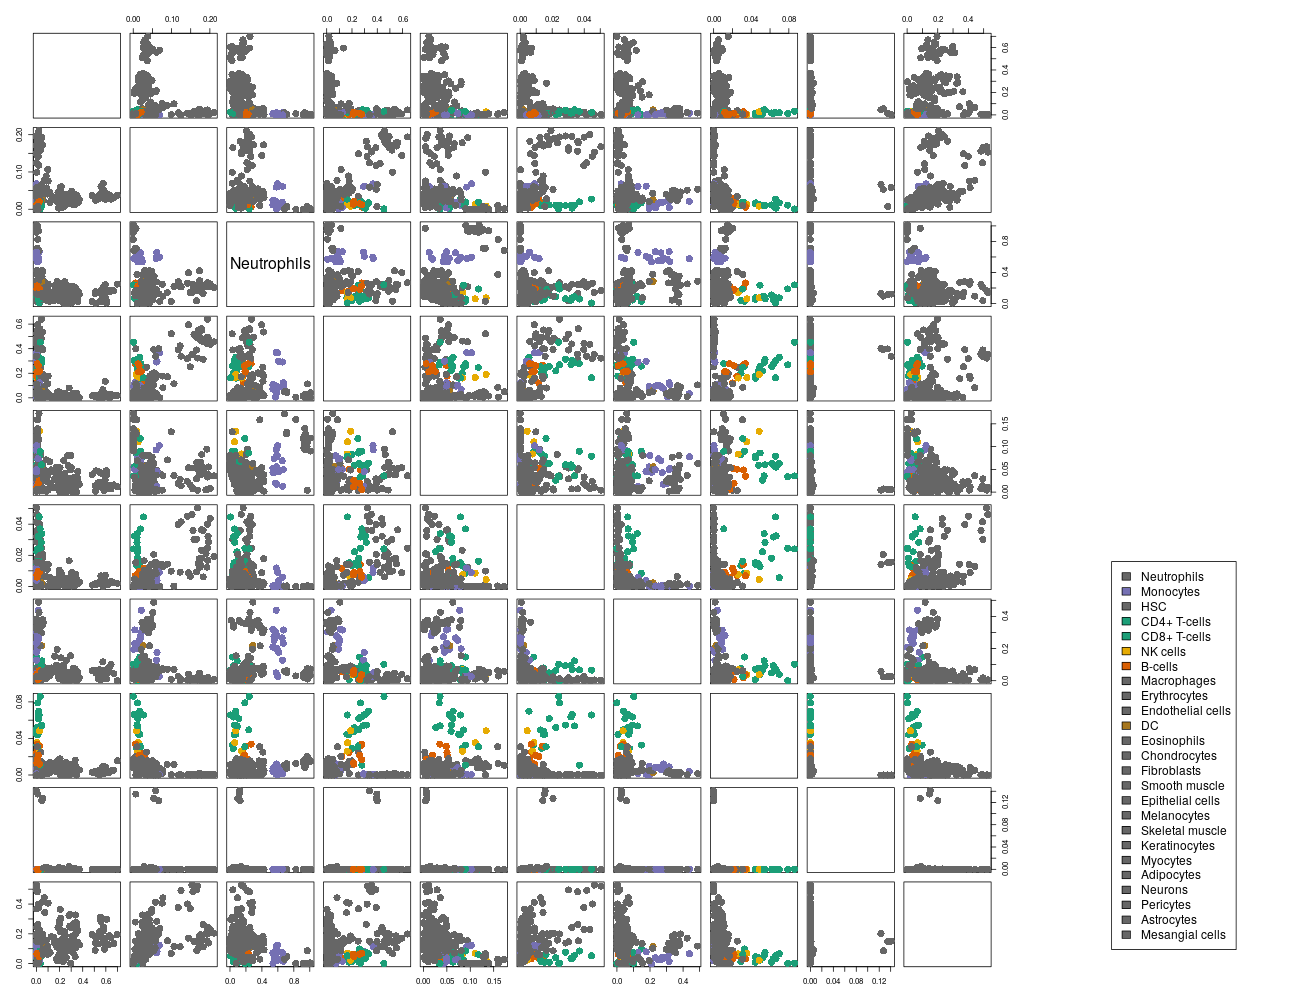 0.00 0.10 0.20 0.0 0.2 0.4 0.6 0.00 0.02 0.04 0.00 0.04 0.08 0.0 0.2 0.4
0.0 0.2 0.4 0.6
0.00 0.10 0.20
Neutrophils
0.0 0.4 0.8
0.0 0.2 0.4 0.6
0.00 0.05 0.10 0.15
0.00 0.02 0.04
0.0 0.2 0.4
0.00 0.04 0.08
0.00 0.04 0.08 0.12
0.0 0.2 0.4
0.0 0.2 0.4 0.6 0.0 0.4 0.8 0.00 0.05 0.10 0.15 0.0 0.2 0.4 0.00 0.04 0.08 0.12
Neutrophils
Monocytes
HSC
CD4+ T-cells
CD8+ T-cells
NK cells
B-cells
Macrophages
Erythrocytes
Endothelial cells
DC
Eosinophils
Chondrocytes
Fibroblasts
Smooth muscle
Epithelial cells
Melanocytes
Skeletal muscle
Keratinocytes
Myocytes
Adipocytes
Neurons
Pericytes
Astrocytes
Mesangial cells